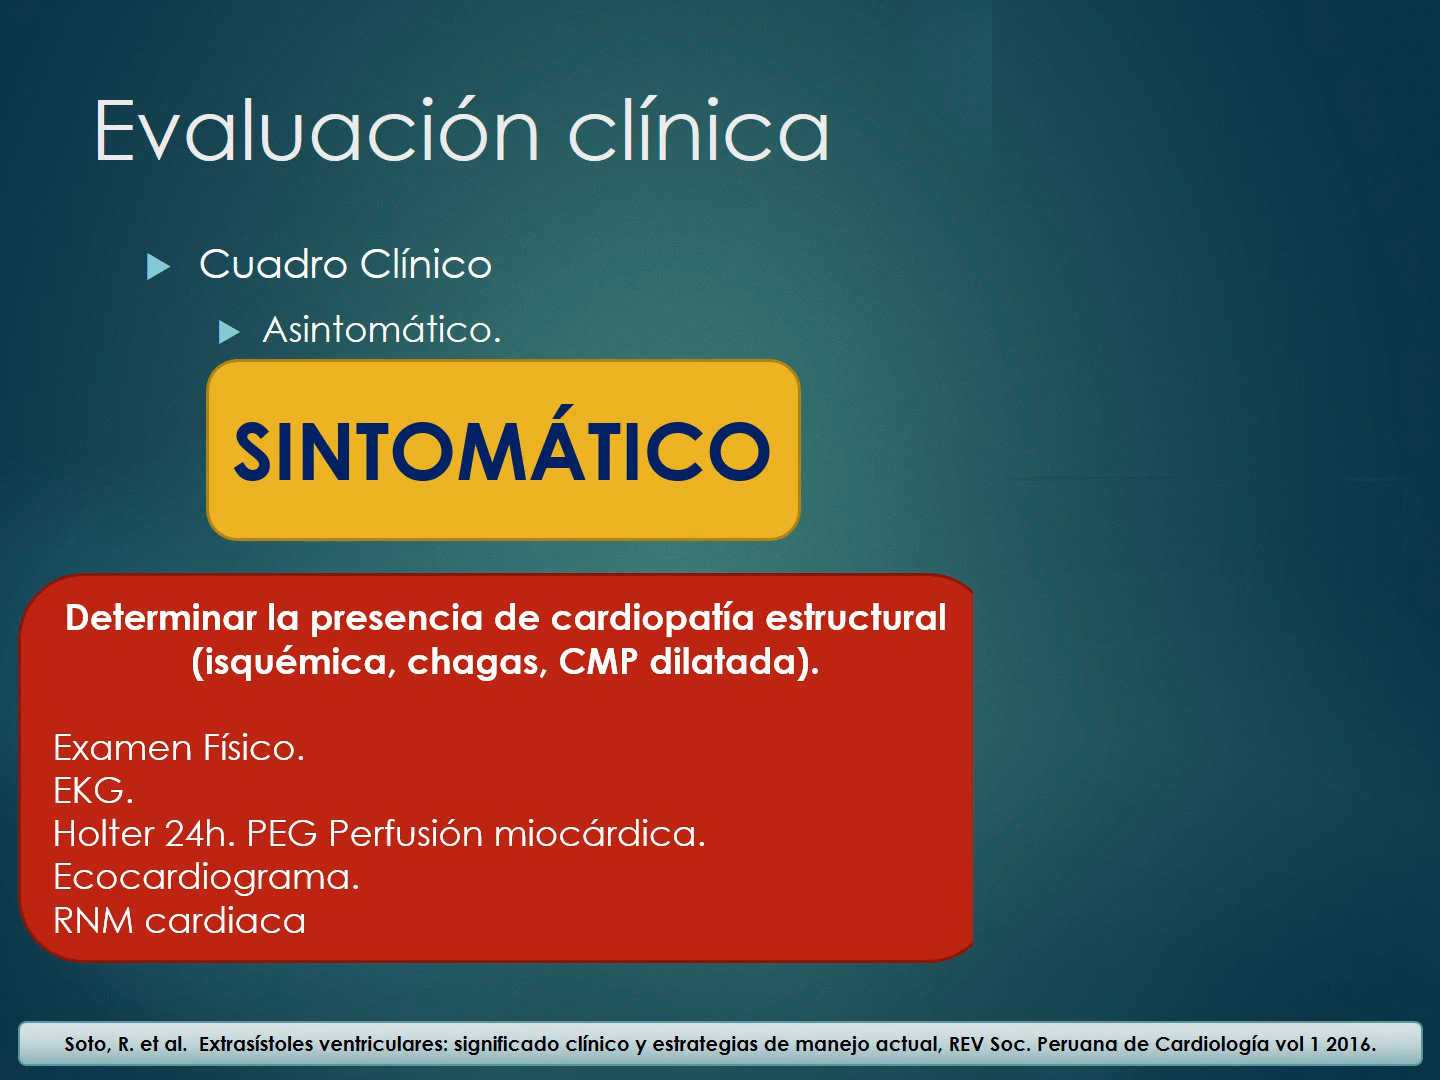 Evaluación clínica
Cuadro Clínico
Asintomático.
SINTOMÁTICO
Determinar la presencia de cardiopatía estructural
(isquémica, chagas, CMP dilatada).
Examen Físico.
EKG.
Holter 24h. PEG Perfusión miocárdica.
Ecocardiograma.
RNM cardiaca
Soto, R. et al.  Extrasístoles ventriculares: significado clínico y estrategias de manejo actual, REV Soc. Peruana de Cardiología vol 1 2016.